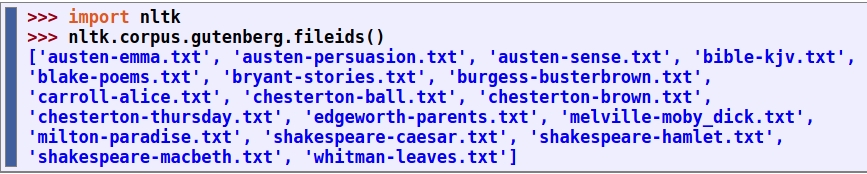 >>> import nltk
>>> nltk.corpus.gutenberg.fileids()
['austen-emma.txt', 'austen-persuasion.txt', 'austen-sense.txt', 'bible-kjv.txt',
'blake-poems.txt', 'bryant-stories.txt', 'burgess-busterbrown.txt',
'carroll-alice.txt', 'chesterton-ball.txt', 'chesterton-brown.txt',
'chesterton-thursday.txt', 'edgeworth-parents.txt', 'melville-moby_dick.txt',
'milton-paradise.txt', 'shakespeare-caesar.txt', 'shakespeare-hamlet.txt',
'shakespeare-macbeth.txt', 'whitman-leaves.txt']